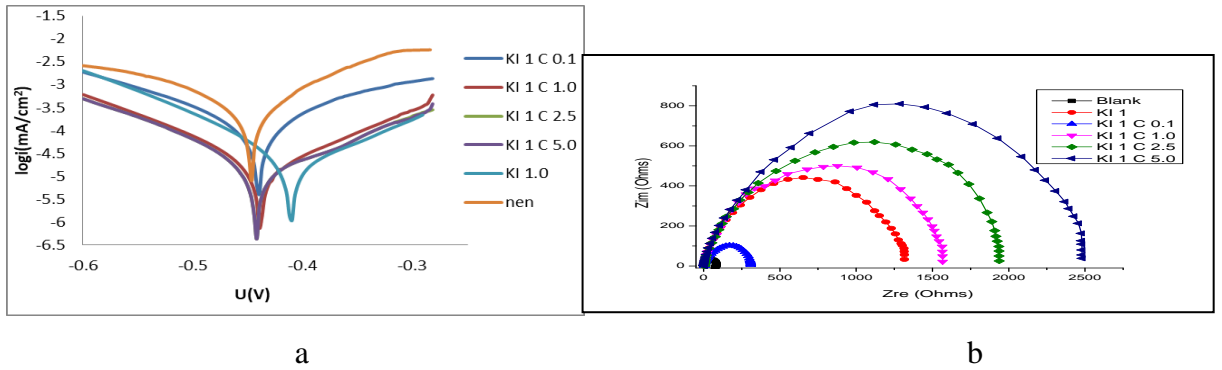 -1.5
-2
-2.5
-3
-3.5
-4
-4.5
-5
-5.5
-6
-6.5
logi(mA/cm²)
-0.6
-0.5
-0.4
-0.3
U(V)
KI 1 C 0.1
KI 1 C 1.0
KI 1 C 2.5
KI 1 C 5.0
KI 1.0
nen
a
800
600
400
200
0
Zim (Ohms)
0
500
1000
1500
2000
2500
Zre (Ohms)
Blank
KI 1
KI 1 C 0.1
KI 1 C 1.0
KI 1 C 2.5
KI 1 C 5.0
b